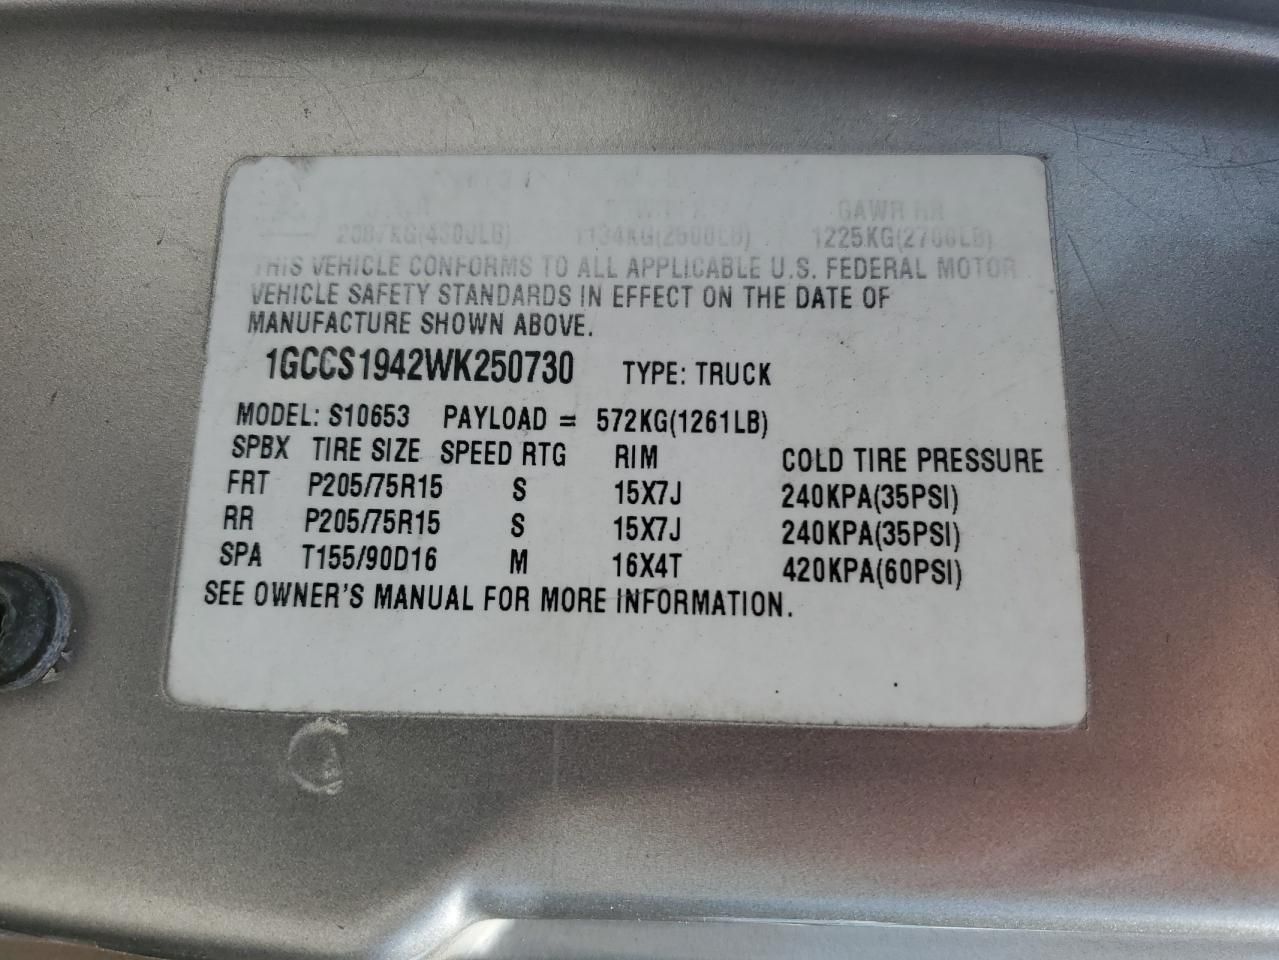 GAWR RR
1134KG(2500LB) 1225KG(2700LB)
THIS VEHICLE CONFORMS TO ALL APPLICABLE U.S. FEDERAL MOTOR
VEHICLE SAFETY STANDARDS IN EFFECT ON THE DATE OF
MANUFACTURE SHOWN ABOVE.
1GCCS1942WK250730 TYPE: TRUCK
MODEL: S10653 PAYLOAD = 572KG(1261LB)
SPBX TIRE SIZE SPEED RTG RIM COLD TIRE PRESSURE
FRT P205/75R15 S 15X7J 240KPA(35PSI)
RR P205/75R15 S 15X7J 240KPA(35PSI)
SPA T155/90D16 M 16X4T 420KPA(60PSI)
SEE OWNER'S MANUAL FOR MORE INFORMATION.